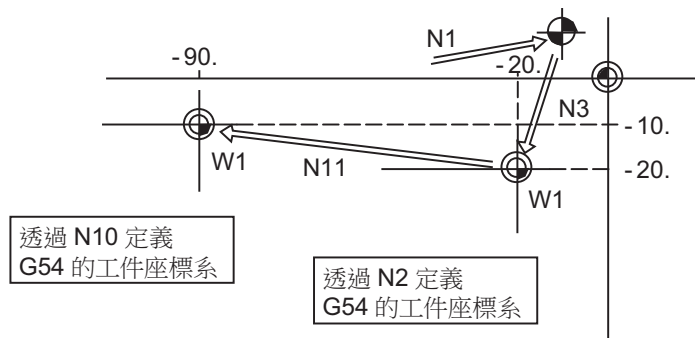 N1
-90.
-20.
N3
-10.
W1
N11
-20.
W1
透過 N10 定義
G54 的工件座標系
透過 N2 定義
G54 的工件座標系